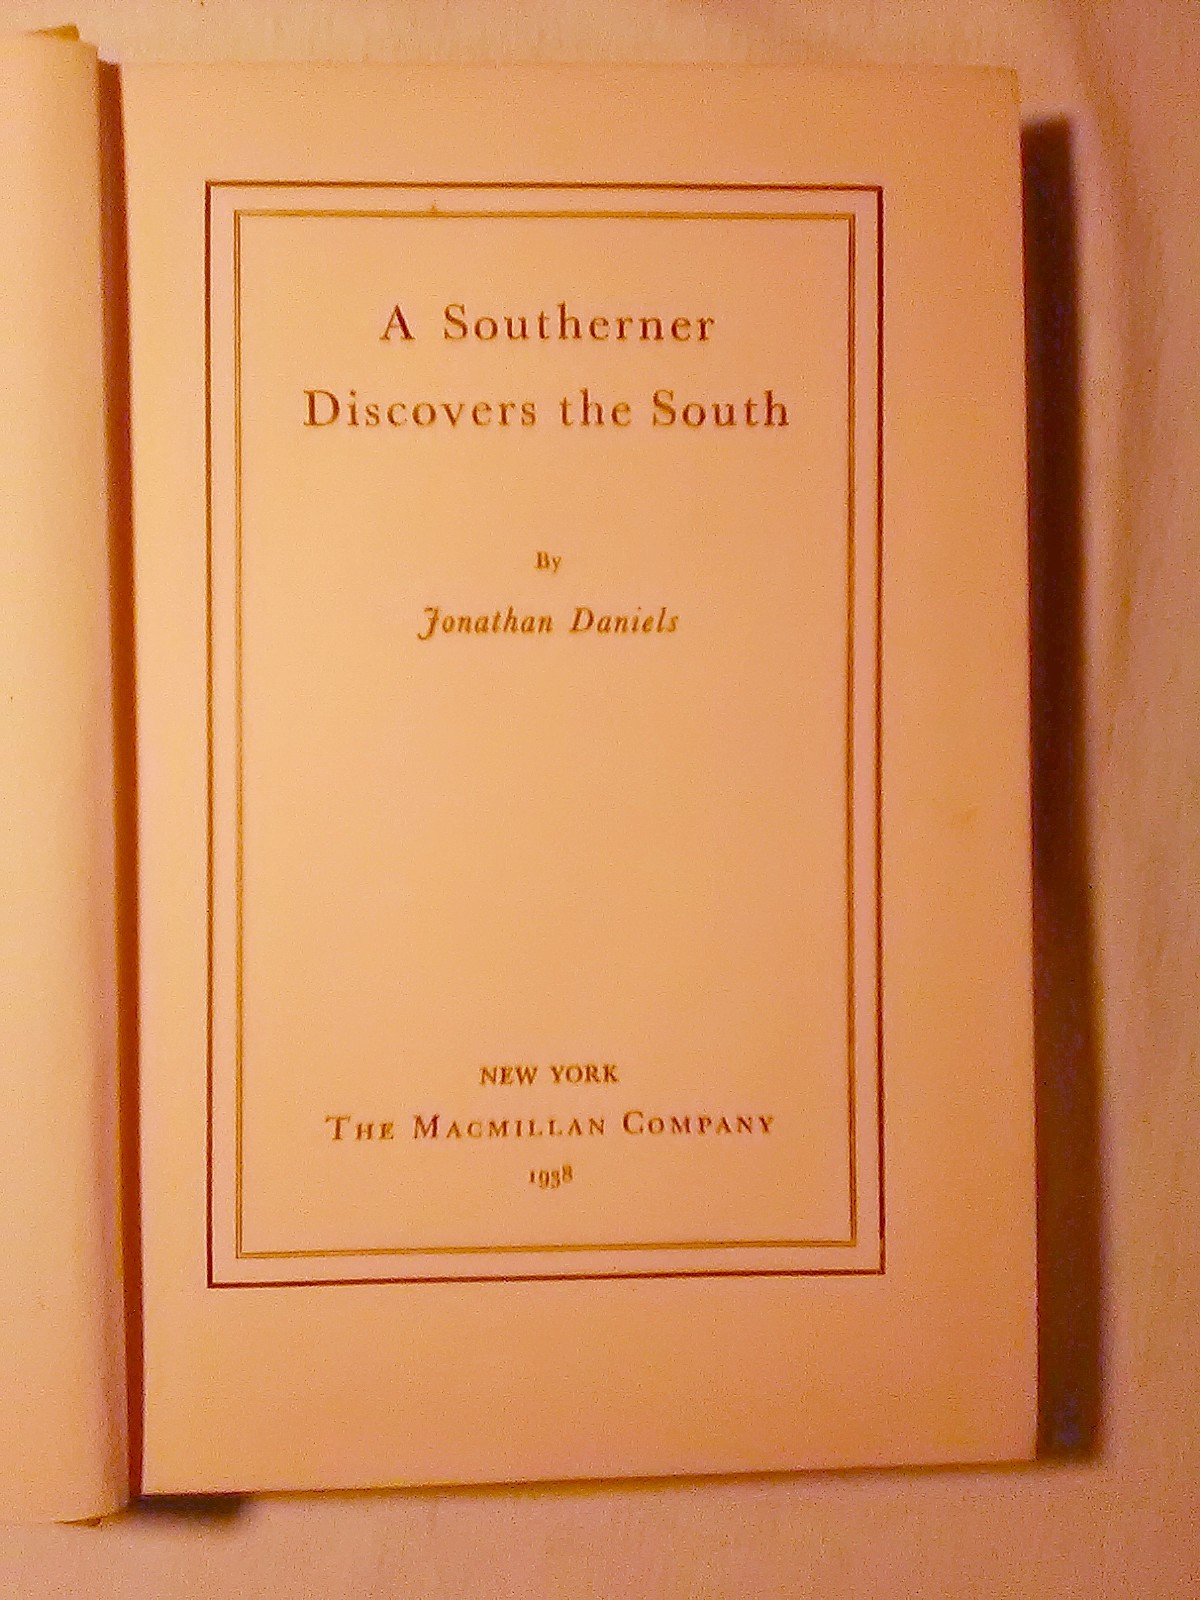 A Southerner
Discovers the South
By
Jonathan Daniels
NEW YORK
THE MACMILLAN COMPANY
1938